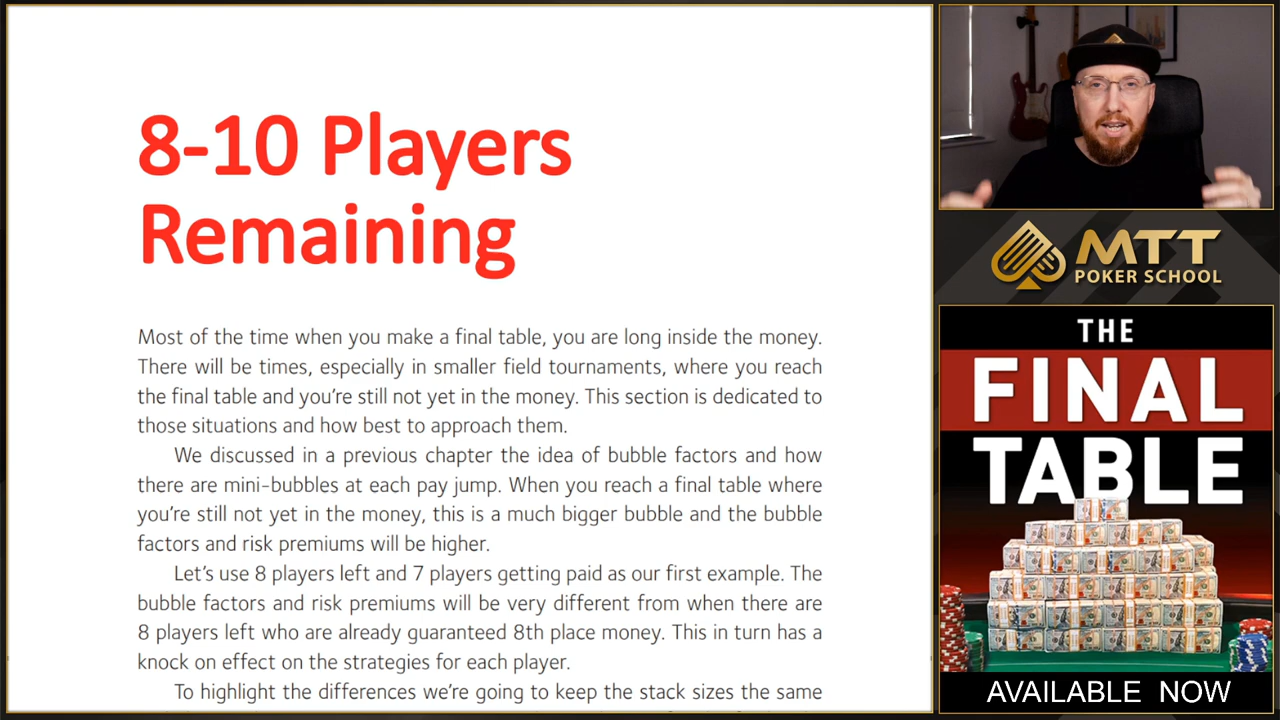 8-10 Players
Remaining
Most of the time when you make a final table, you are long inside the money.
There will be times, especially in smaller field tournaments, where you reach
the final table and you're still not yet in the money. This section is dedicated to
those situations and how best to approach them.
We discussed in a previous chapter the idea of bubble factors and how
there are mini-bubbles at each pay jump. When you reach a final table where
you're still not yet in the money, this is a much bigger bubble and the bubble
factors and risk premiums will be higher.
Let's use 8 players left and 7 players getting paid as our first example. The
bubble factors and risk premiums will be very different from when there are
8 players left who are already guaranteed 8th place money. This in turn has a
knock on effect on the strategies for each player.
To highlight the differences we're going to keep the stack sizes the same
MTT
POKER SCHOOL
THE
FINAL
TABLE
AVAILABLE NOW